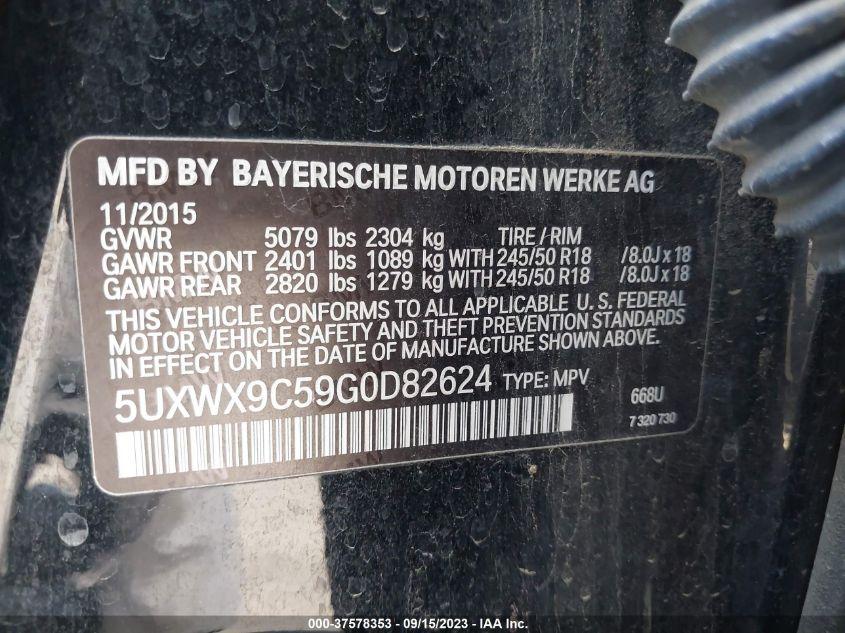 MFD BY BAYERISCHE MOTOREN WERKE AG
11/2015
GVWR 5079 lbs 2304 kg TIRE / RIM
GAWR FRONT 2401 lbs 1089 kg WITH 245/50 R18 /8.0J x 18
GAWR REAR 2820 lbs 1279 kg WITH 245/50 R18 /8.0J x 18
THIS VEHICLE CONFORMS TO ALL APPLICABLE U.S. FEDERAL
MOTOR VEHICLE SAFETY AND THEFT PREVENTION STANDARDS
IN EFFECT ON THE DATE OF MANUFACTURE SHOWN ABOVE.
5UXWX9C59G0D82624 TYPE: MPV 668U
7 320 730
000-37578353 - 09/15/2023 - IAA Inc.